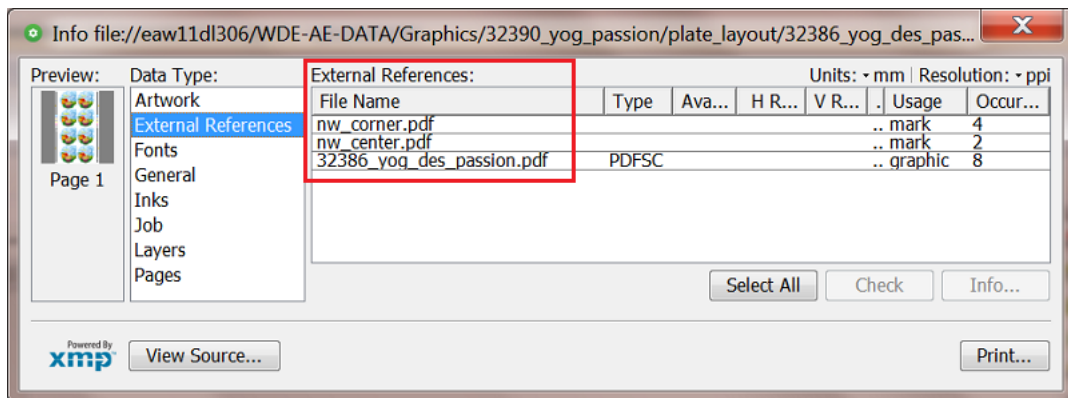 Info file://eaw11dl306/WDE-AE-DATA/Graphics/32390_yog_passion/plate_layout/32386_yog_des_pas...
Preview: Data Type: External References: Units: mm | Resolution: ppi
Artwork File Name Type Ava... H R... V R... . Usage Occur...
External References nw_corner.pdf .. mark 4
nw_center.pdf .. mark 2
Fonts 32386_yog_des_passion.pdf PDFSC .. graphic 8
Page 1 General
Inks
Job
Layers
Pages
Select All Check Info...
Powered By
xmp View Source... Print...